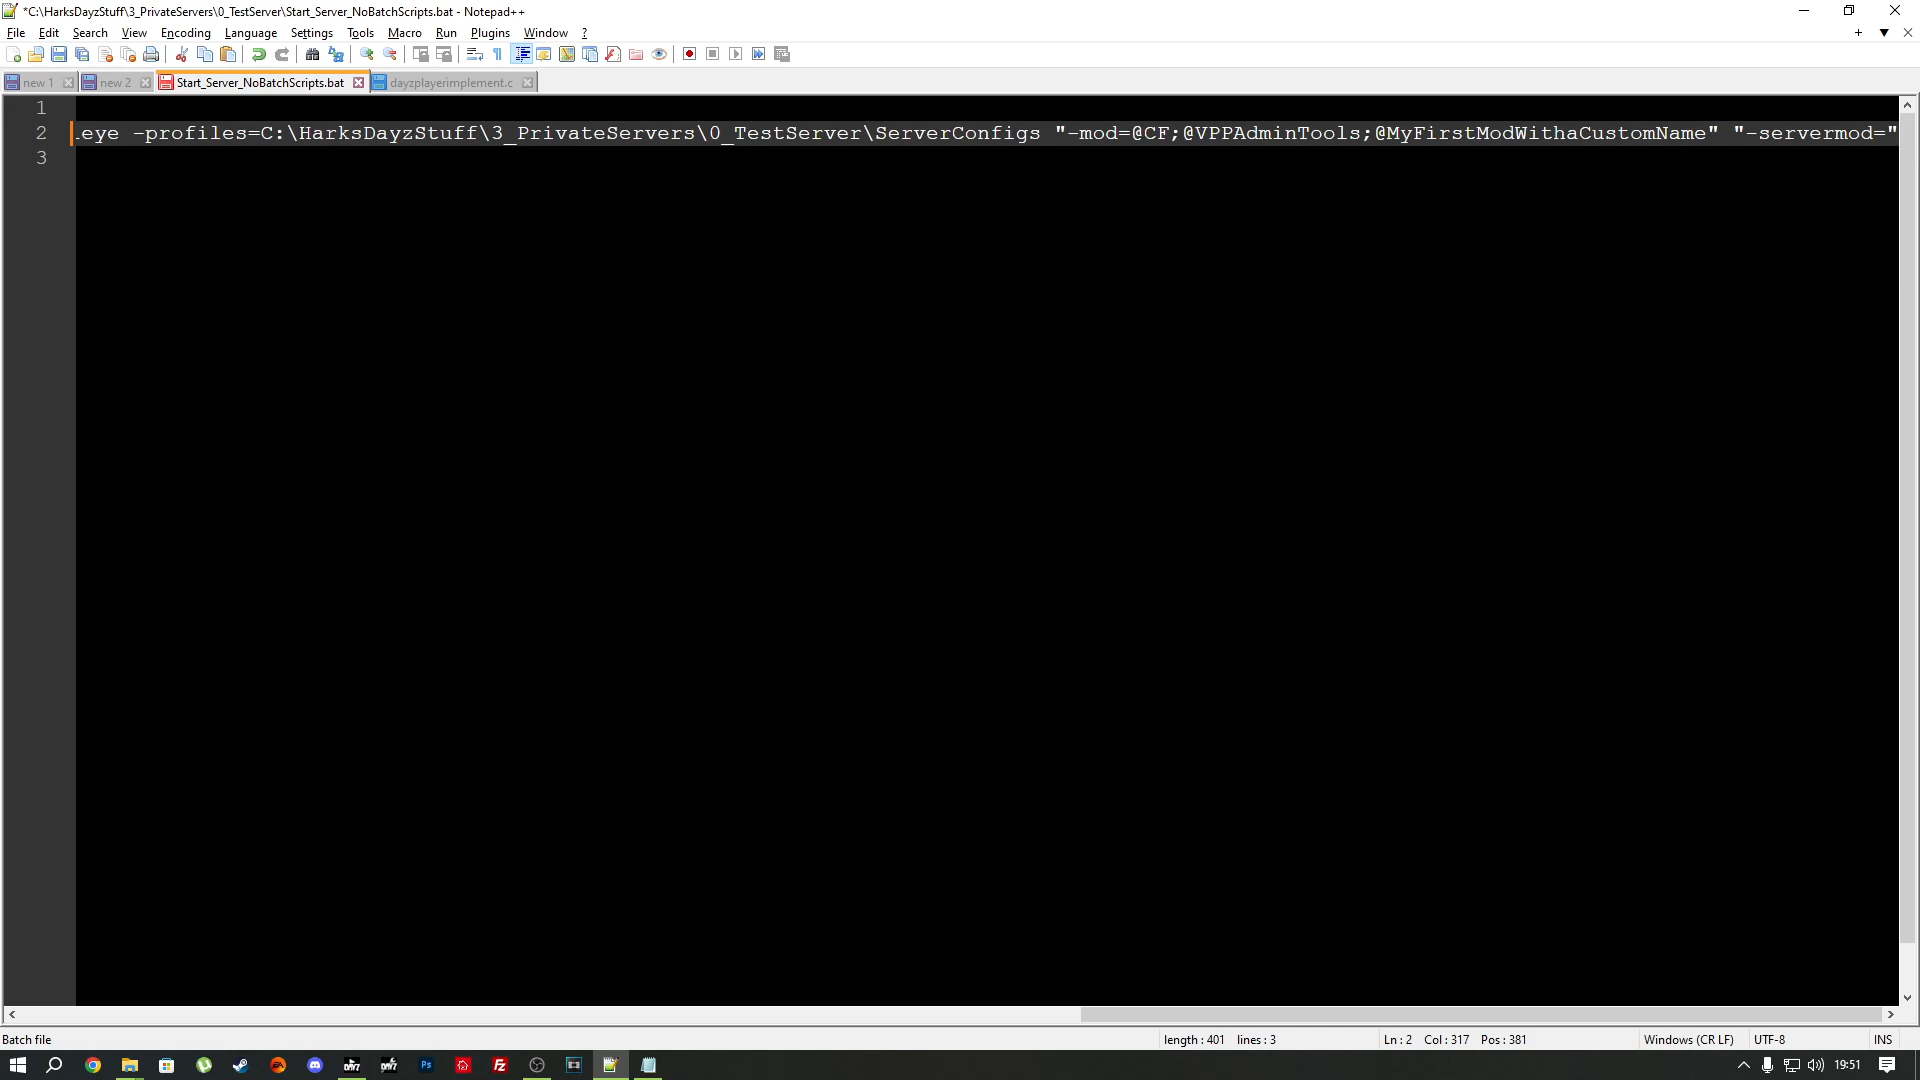 *C:\HarksDayzStuff\3_PrivateServers\0_TestServer\Start_Server_NoBatchScripts.bat - Notepad++
File Edit Search View Encoding Language Settings Tools Macro Run Plugins Window ?
new 1 new 2 Start_Server_NoBatchScripts.bat dayzplayerimplement.c
1
2 .eye -profiles=C:\HarksDayzStuff\3_PrivateServers\0_TestServer\ServerConfigs "-mod=@CF;@VPPAdminTools;@MyFirstModWithaCustomName" "-servermod="
3
Batch file length : 401 lines : 3 Ln : 2 Col : 317 Pos : 381 Windows (CR LF) UTF-8 INS
Ps Fz 19:51